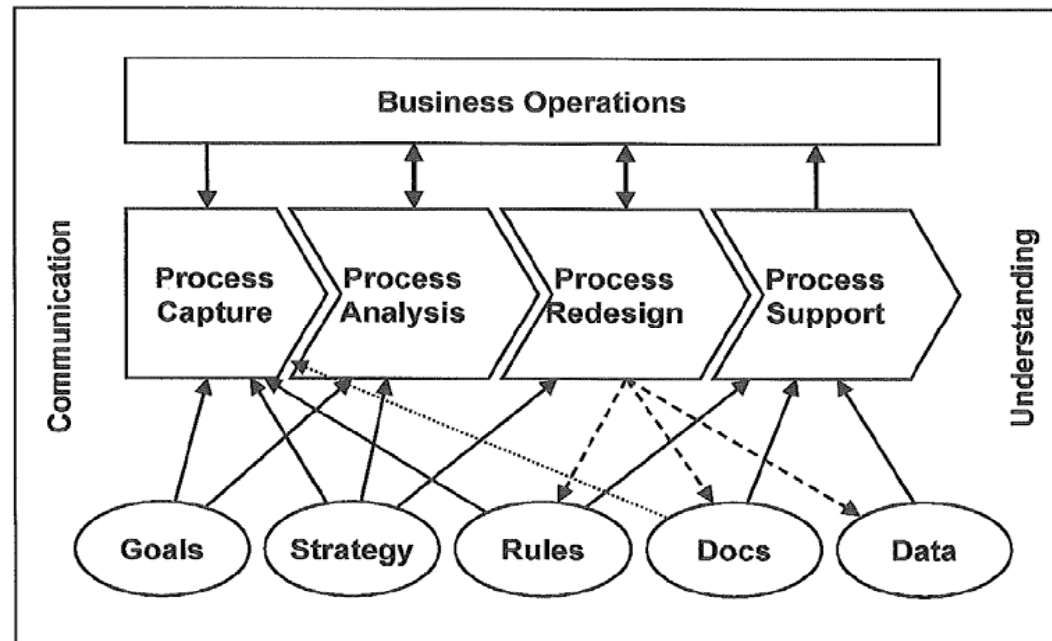 Business Operations
Communication
Process
Capture
Process
Analysis
Process
Redesign
Process
Support
Understanding
Goals
Strategy
Rules
Docs
Data